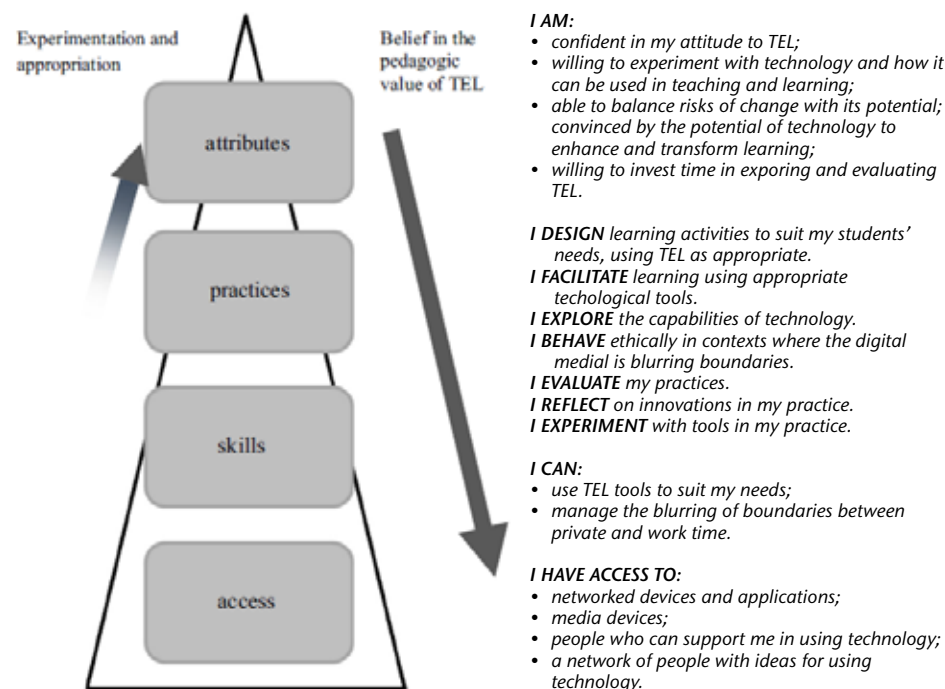 Experimentation and
appropriation
Belief in the
pedagogic
value of TEL
attributes
practices
skills
access
I AM:
• confident in my attitude to TEL;
• willing to experiment with technology and how it
can be used in teaching and learning;
• able to balance risks of change with its potential;
convinced by the potential of technology to
enhance and transform learning;
• willing to invest time in exporing and evaluating
TEL.
I DESIGN learning activities to suit my students’
needs, using TEL as appropriate.
I FACILITATE learning using appropriate
techological tools.
I EXPLORE the capabilities of technology.
I BEHAVE ethically in contexts where the digital
medial is blurring boundaries.
I EVALUATE my practices.
I REFLECT on innovations in my practice.
I EXPERIMENT with tools in my practice.
I CAN:
• use TEL tools to suit my needs;
• manage the blurring of boundaries between
private and work time.
I HAVE ACCESS TO:
• networked devices and applications;
• media devices;
• people who can support me in using technology;
• a network of people with ideas for using
technology.